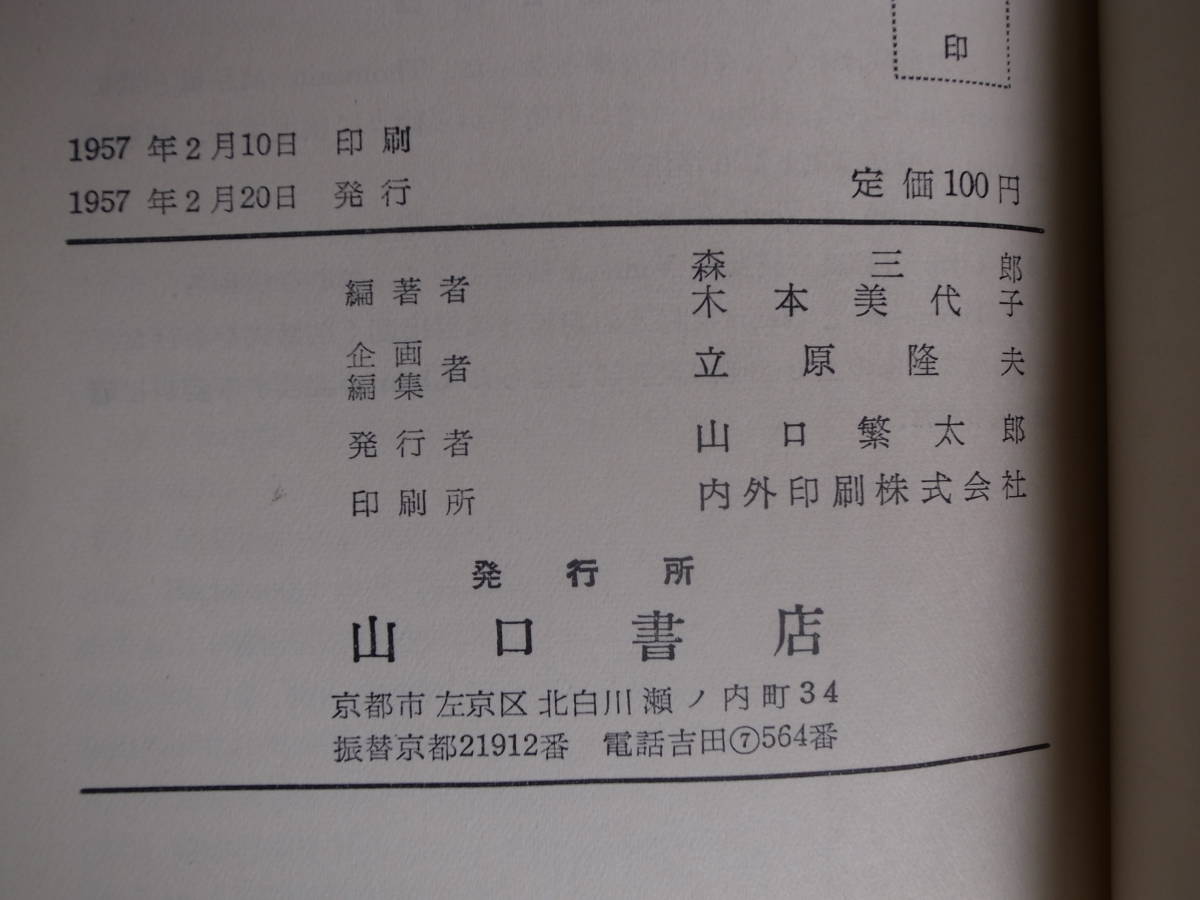 印
1957 年2月10日 印刷
1957 年2月20日 発行
定価100円
編著者 森三郎
木本美代子
企画
編集者 立原隆夫
発行者 山口繁太郎
印刷所 内外印刷株式会社
発行所
山口書店
京都市左京区北白川瀬ノ内町34
振替京都21912番 電話吉田⑦564番